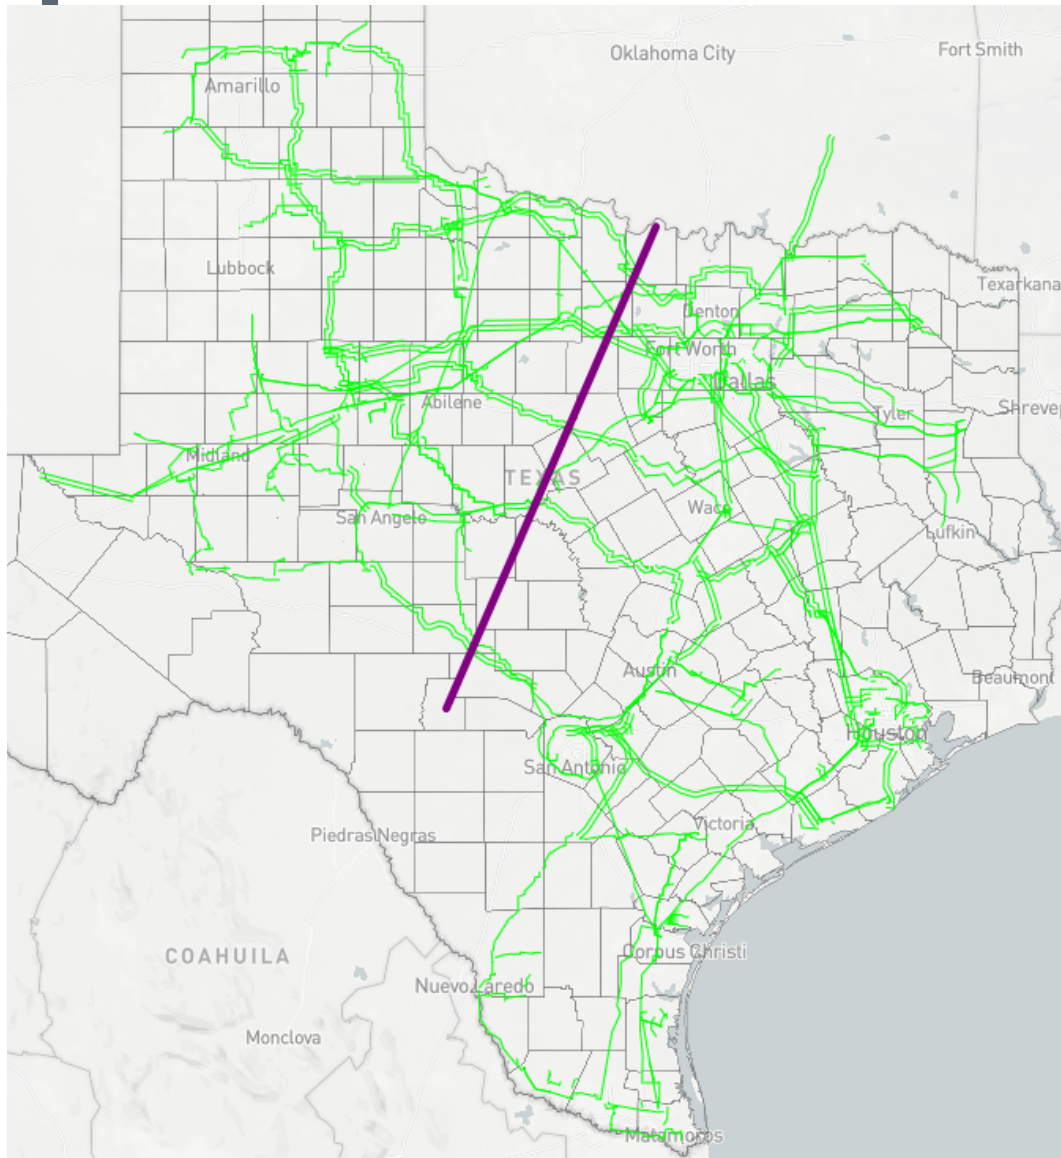 Oklahoma City
Fort Smith
Amarillo
Texarkana
Lubbock
Denton
Fort Worth
Dallas
Abilene
Tyler
Shreve
Midland
TEXAS
San Angelo
Waco
Lufkin
Austin
Beaumont
Houston
San Antonio
Victoria
Piedras Negras
Corpus Christi
COAHUILA
Nuevo Laredo
Monclova
Matamoros